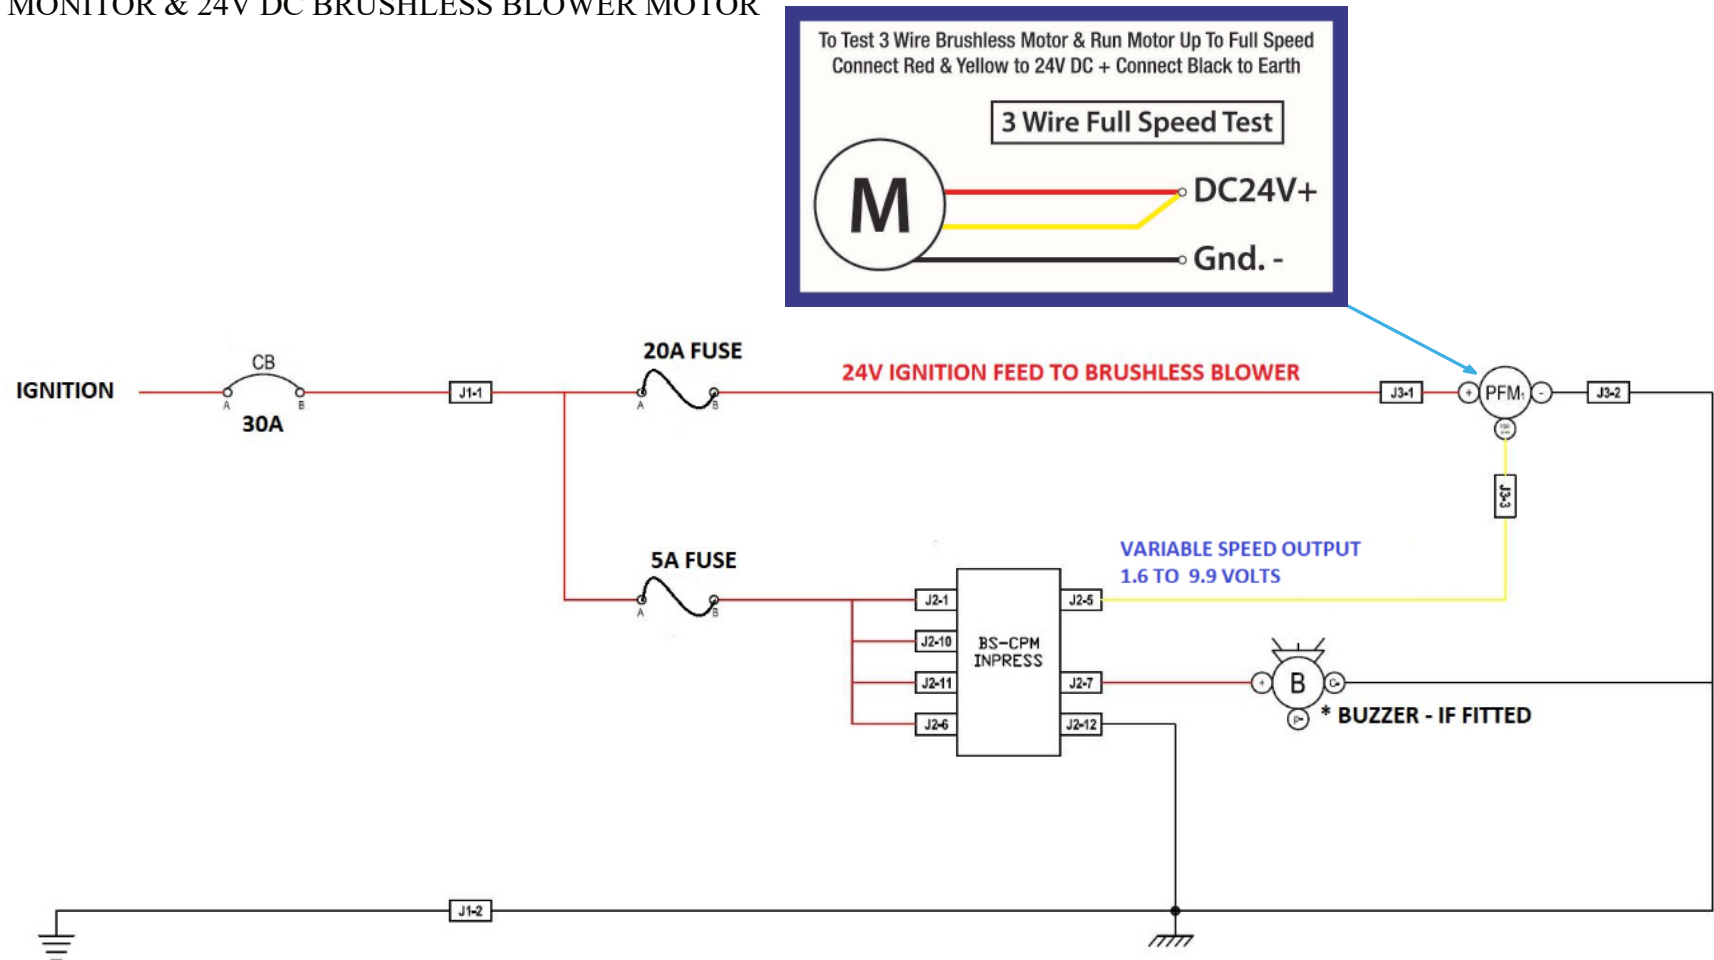 MONITOR & 24V DC BRUSHLESS BLOWER MOTOR
To Test 3 Wire Brushless Motor & Run Motor Up To Full Speed
Connect Red & Yellow to 24V DC + Connect Black to Earth
3 Wire Full Speed Test
M
DC24V+
Gnd. -
IGNITION
CB
A
B
30A
J1-1
20A FUSE
A
B
24V IGNITION FEED TO BRUSHLESS BLOWER
J3-1
+
PFM1
-
J3-2
J3-3
5A FUSE
A
B
VARIABLE SPEED OUTPUT
1.6 TO 9.9 VOLTS
J2-1
J2-10
J2-11
J2-6
BS-CPM
INPRESS
J2-5
J2-7
J2-12
+
B
* BUZZER - IF FITTED
J1-2